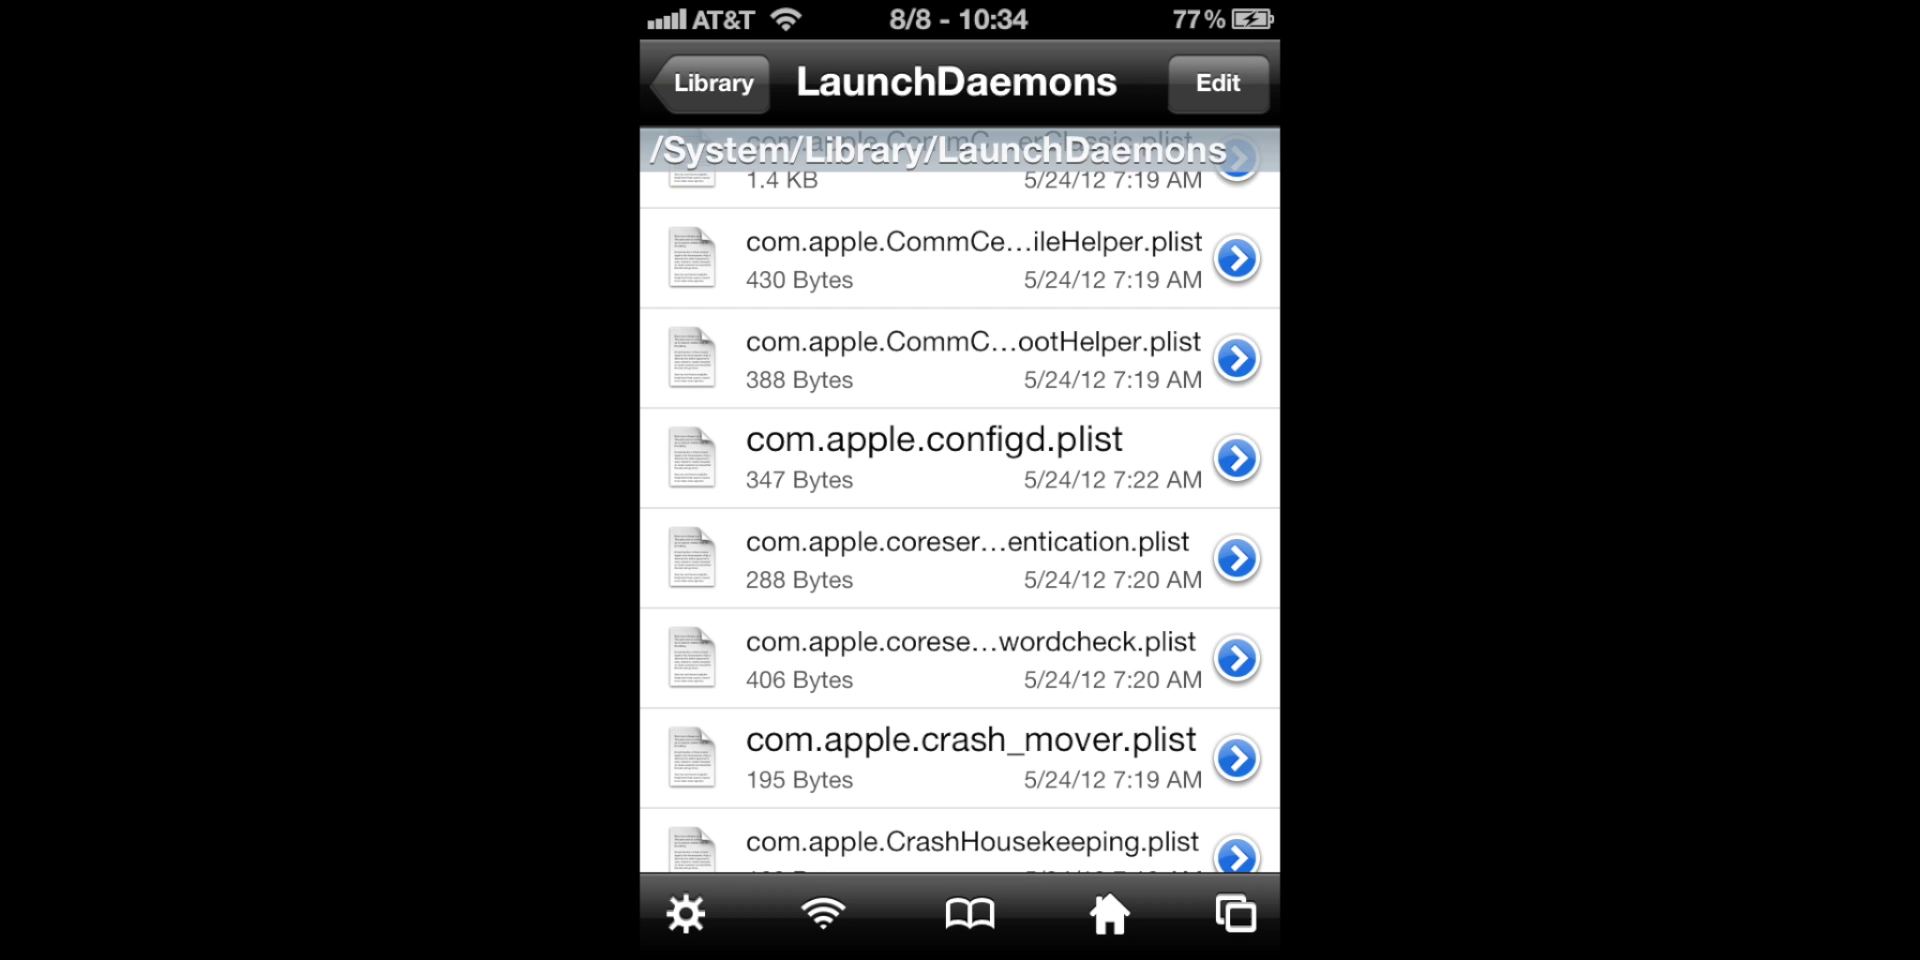 AT&T 8/8 - 10:34 77%
Library LaunchDaemons Edit
/System/Library/LaunchDaemons
1.4 KB 5/24/12 7:19 AM
com.apple.CommCe...ileHelper.plist
430 Bytes 5/24/12 7:19 AM
com.apple.CommC...ootHelper.plist
388 Bytes 5/24/12 7:19 AM
com.apple.configd.plist
347 Bytes 5/24/12 7:22 AM
com.apple.coreser...entication.plist
288 Bytes 5/24/12 7:20 AM
com.apple.corese...wordcheck.plist
406 Bytes 5/24/12 7:20 AM
com.apple.crash_mover.plist
195 Bytes 5/24/12 7:19 AM
com.apple.CrashHousekeeping.plist